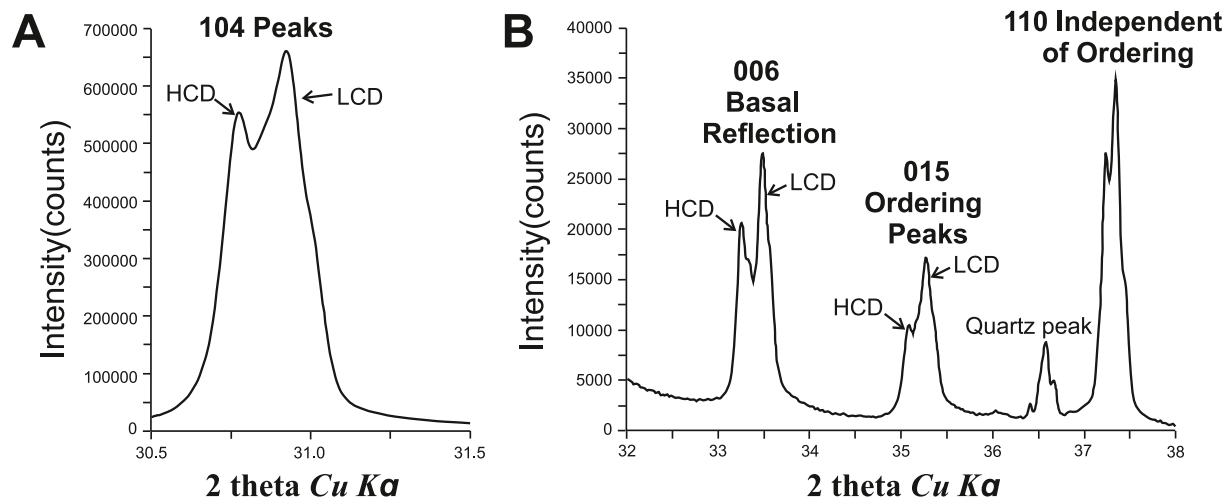 A
104 Peaks
HCD
LCD
Intensity(counts)
700000
600000
500000
400000
300000
200000
100000
0
30.5
31.0
31.5
2 theta Cu Kα
B
006
Basal
Reflection
HCD
LCD
015
Ordering
Peaks
HCD
LCD
Quartz peak
110 Independent
of Ordering
Intensity(counts)
40000
35000
30000
25000
20000
15000
10000
5000
0
32
33
34
35
36
37
38
2 theta Cu Kα